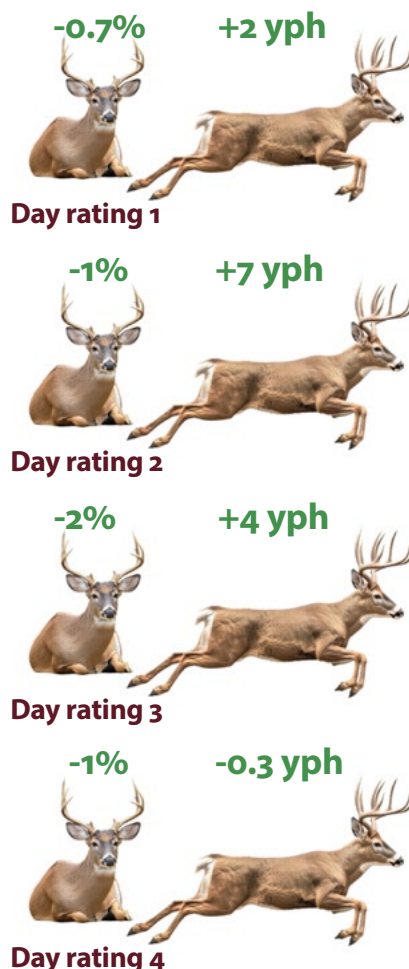 -0.7% +2 yph
Day rating 1
-1% +7 yph
Day rating 2
-2% +4 yph
Day rating 3
-1% -0.3 yph
Day rating 4